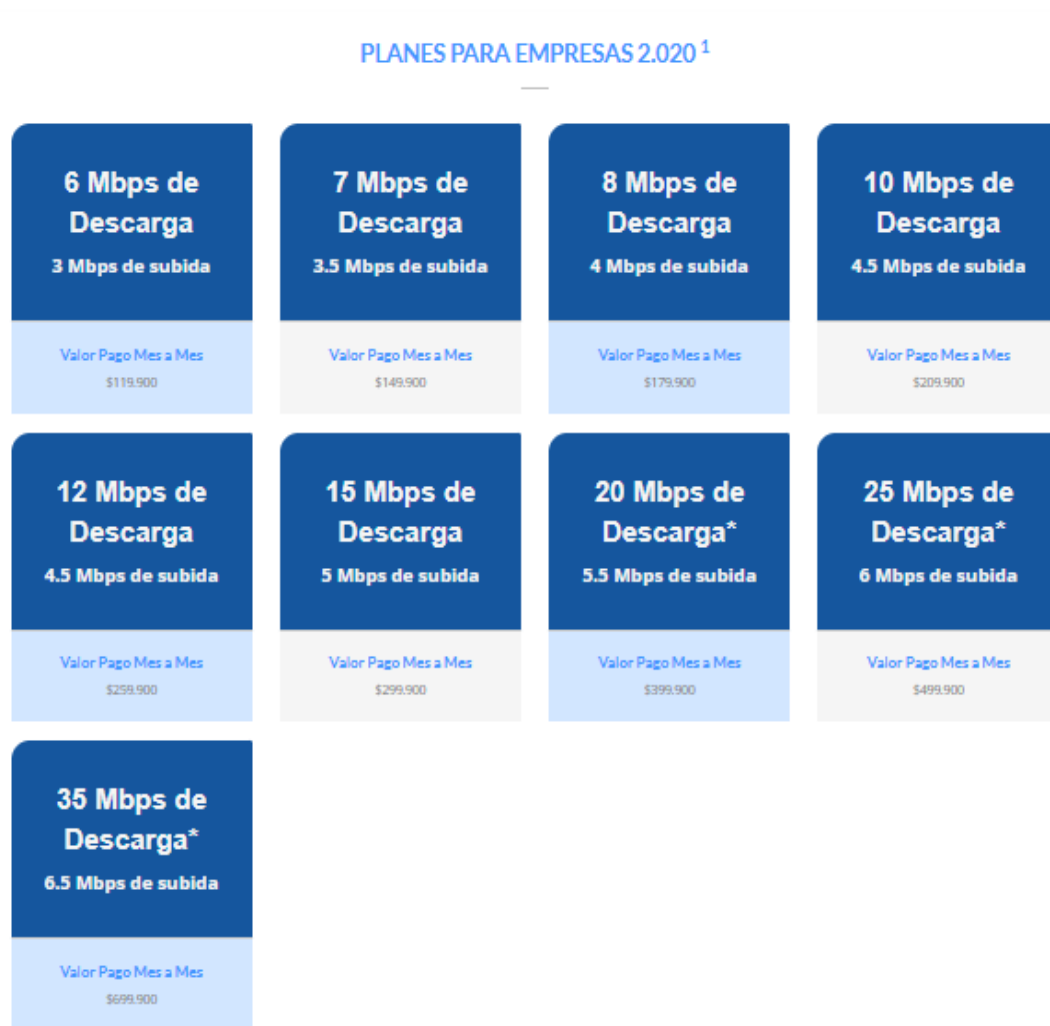 PLANES PARA EMPRESAS 2.020 1
6 Mbps de
Descarga
3 Mbps de subida
Valor Pago Mes a Mes
$119.900
7 Mbps de
Descarga
3.5 Mbps de subida
Valor Pago Mes a Mes
$149.900
8 Mbps de
Descarga
4 Mbps de subida
Valor Pago Mes a Mes
$179.900
10 Mbps de
Descarga
4.5 Mbps de subida
Valor Pago Mes a Mes
$209.900
12 Mbps de
Descarga
4.5 Mbps de subida
Valor Pago Mes a Mes
$259.900
15 Mbps de
Descarga
5 Mbps de subida
Valor Pago Mes a Mes
$299.900
20 Mbps de
Descarga*
5.5 Mbps de subida
Valor Pago Mes a Mes
$399.900
25 Mbps de
Descarga*
6 Mbps de subida
Valor Pago Mes a Mes
$499.900
35 Mbps de
Descarga*
6.5 Mbps de subida
Valor Pago Mes a Mes
$699.900